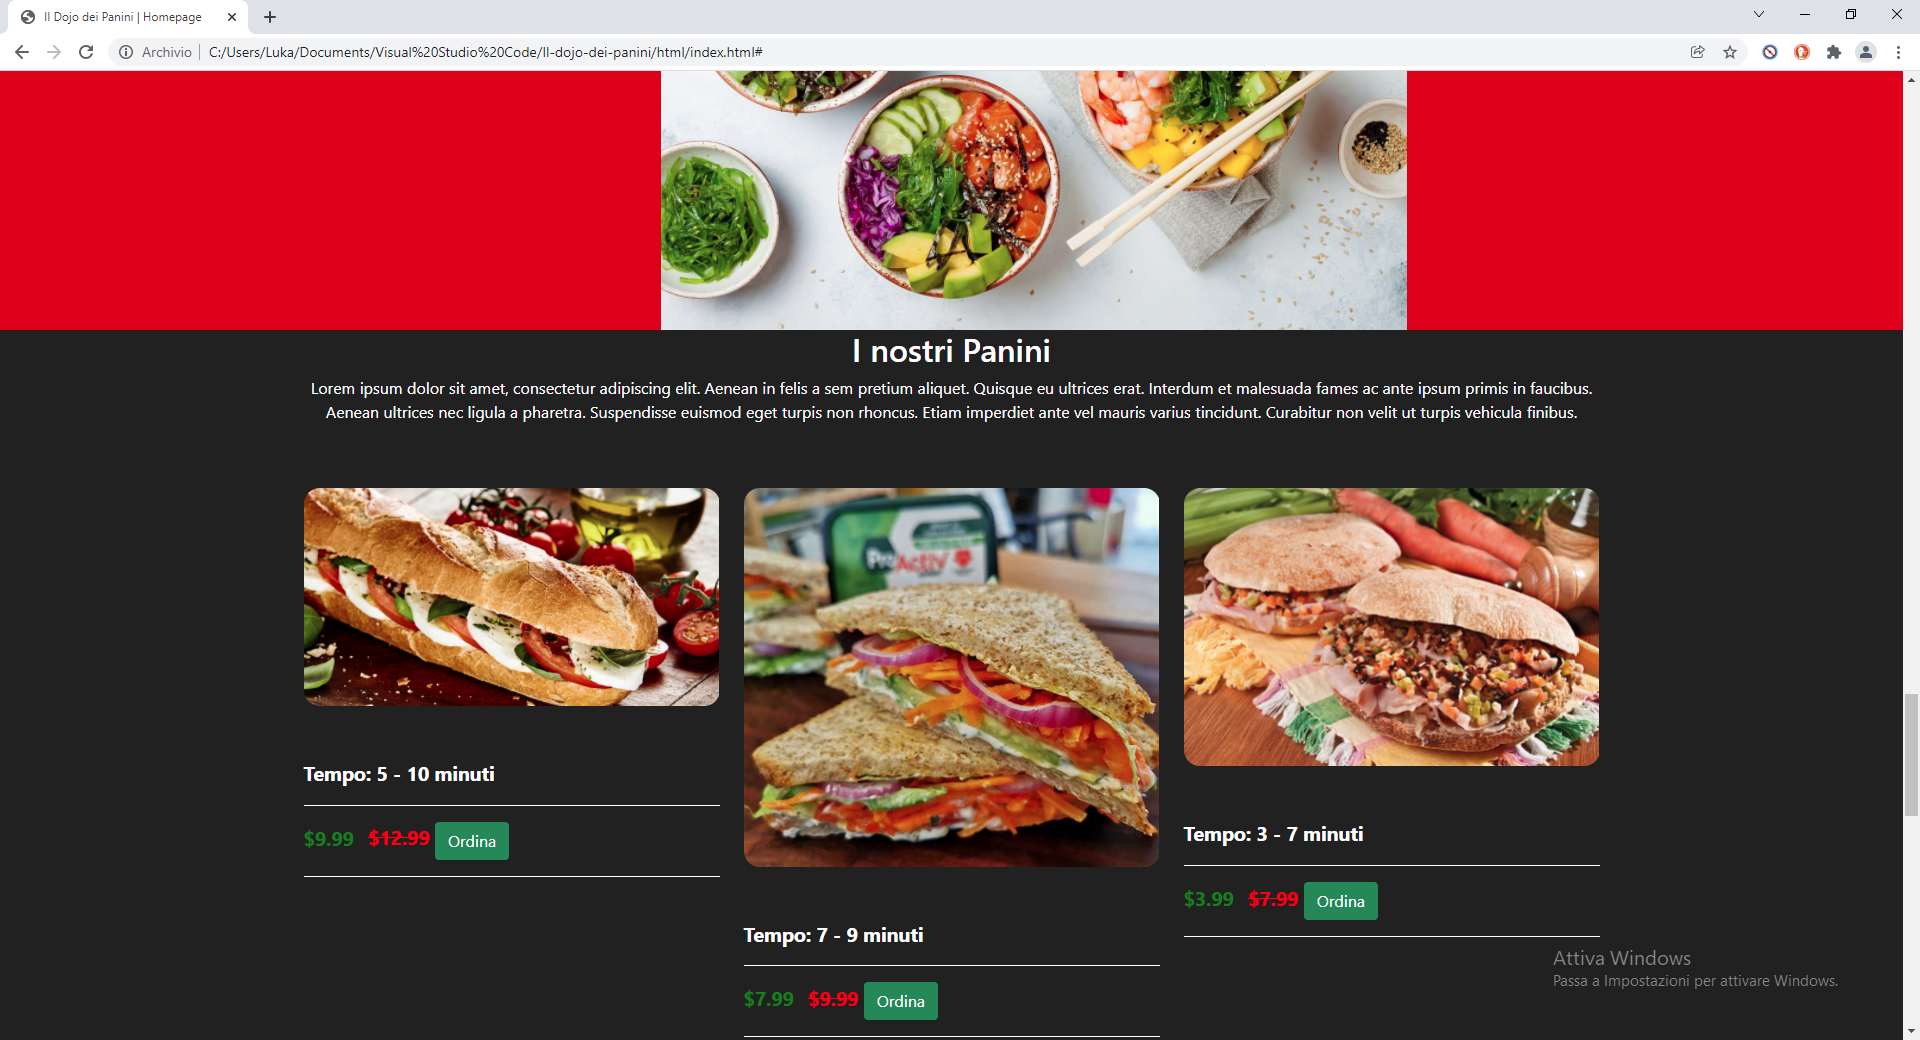 Il Dojo dei Panini | Homepage
Archivio | C:/Users/Luka/Documents/Visual%20Studio%20Code/Il-dojo-dei-panini/html/index.html#
I nostri Panini
Lorem ipsum dolor sit amet, consectetur adipiscing elit. Aenean in felis a sem pretium aliquet. Quisque eu ultrices erat. Interdum et malesuada fames ac ante ipsum primis in faucibus.
Aenean ultrices nec ligula a pharetra. Suspendisse euismod eget turpis non rhoncus. Etiam imperdiet ante vel mauris varius tincidunt. Curabitur non velit ut turpis vehicula finibus.
ProActiv
Tempo: 5 - 10 minuti
$9.99 $12.99 Ordina
Tempo: 7 - 9 minuti
$7.99 $9.99 Ordina
Tempo: 3 - 7 minuti
$3.99 $7.99 Ordina
Attiva Windows
Passa a Impostazioni per attivare Windows.